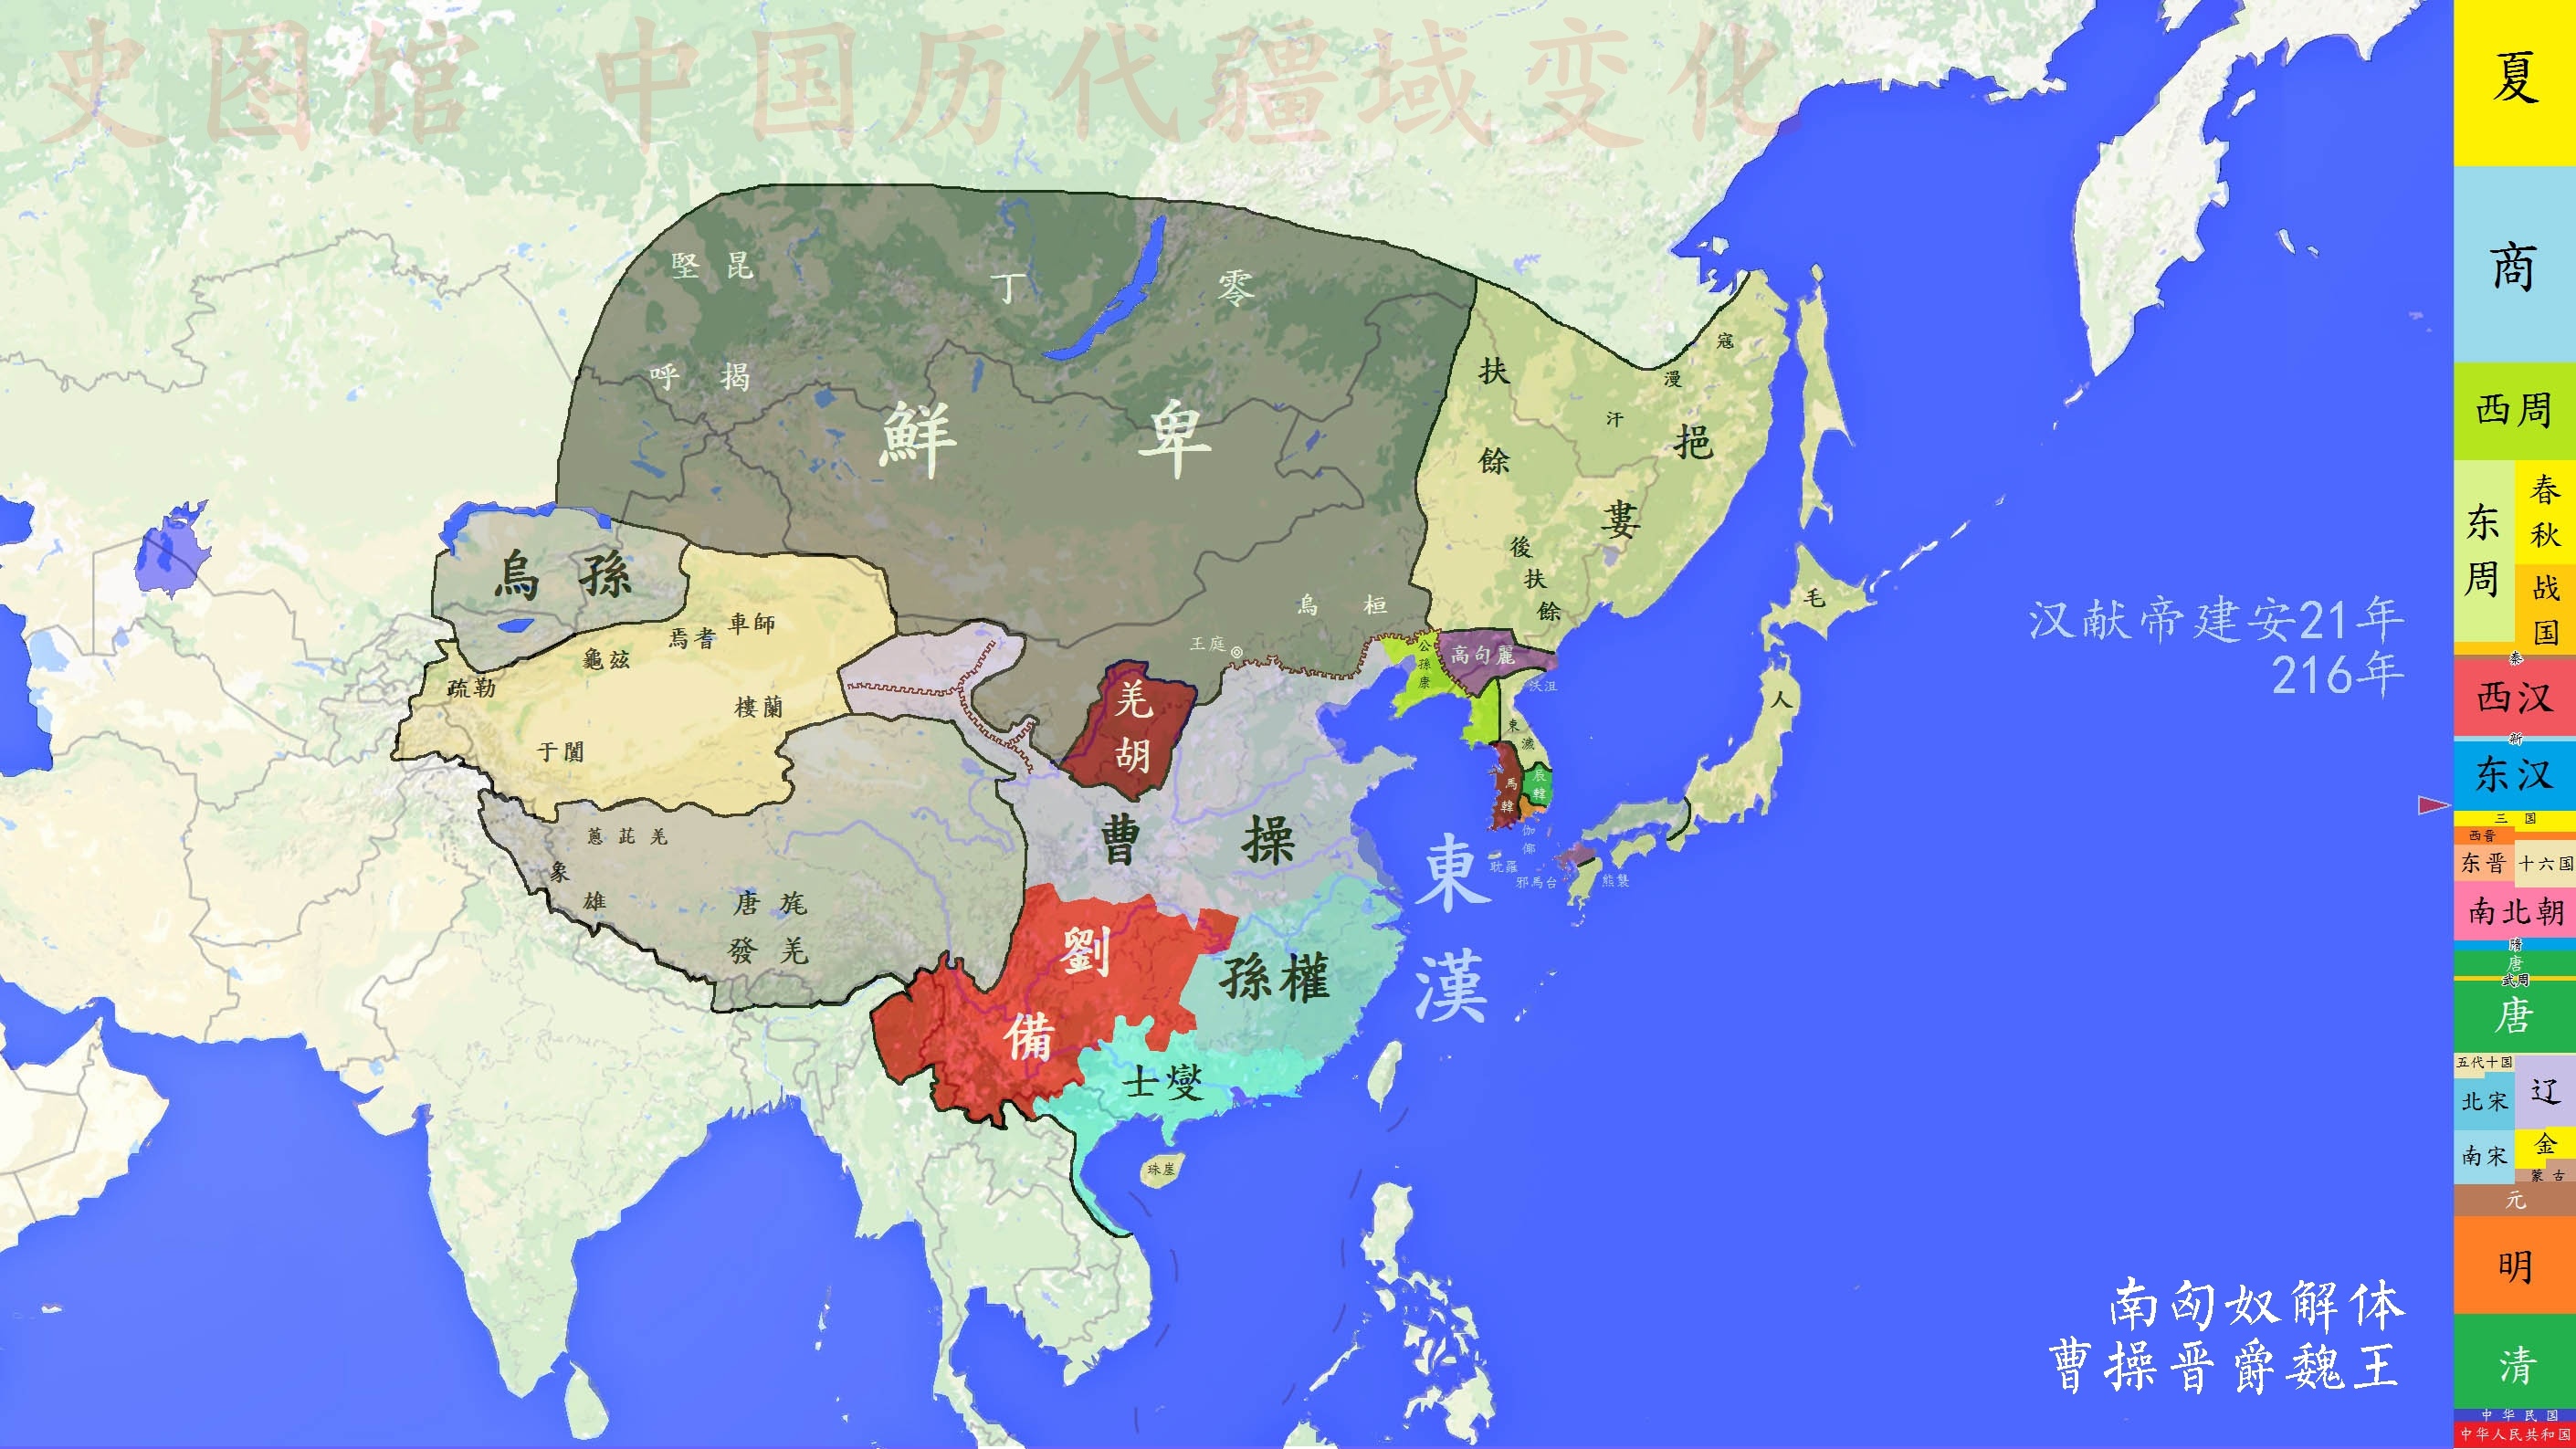 史图馆 中国历代疆域变化
堅昆
丁零
呼揭
鮮卑
扶餘
寇漫汗
挹婁
後扶餘
烏孫
烏桓
王庭
車師
焉耆
龜玆
疏勒
樓蘭
于闐
羌胡
公孫康
高句麗
沃沮
東濊
馬韓
辰韓
伽倻
耽羅
邪馬台
熊襲
毛人
蔥茈羌
象雄
唐旄
發羌
曹操
劉備
孫權
士燮
珠崖
東漢
汉献帝建安21年
216年
南匈奴解体
曹操晋爵魏王
夏
商
西周
东周
春秋
战国
秦
西汉
新
东汉
三国
西晋
东晋
十六国
南北朝
隋
唐
武周
唐
五代十国
辽
北宋
南宋
金
蒙古
元
明
清
中华民国
中华人民共和国